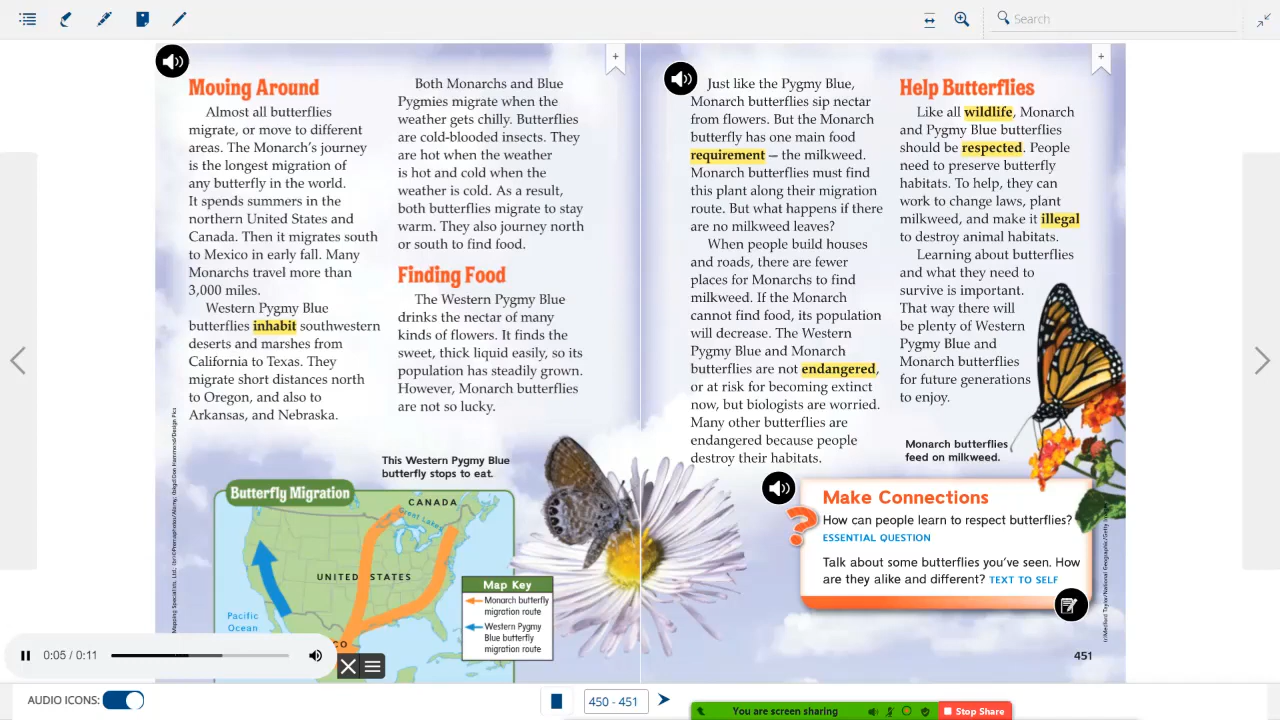 Search
Moving Around
Almost all butterflies
migrate, or move to different
areas. The Monarch's journey
is the longest migration of
any butterfly in the world.
It spends summers in the
northern United States and
Canada. Then it migrates south
to Mexico in early fall. Many
Monarchs travel more than
3,000 miles.
Western Pygmy Blue
butterflies inhabit southwestern
deserts and marshes from
California to Texas. They
migrate short distances north
to Oregon, and also to
Arkansas, and Nebraska.
Both Monarchs and Blue
Pygmies migrate when the
weather gets chilly. Butterflies
are cold-blooded insects. They
are hot when the weather
is hot and cold when the
weather is cold. As a result,
both butterflies migrate to stay
warm. They also journey north
or south to find food.
Finding Food
The Western Pygmy Blue
drinks the nectar of many
kinds of flowers. It finds the
sweet, thick liquid easily, so its
population has steadily grown.
However, Monarch butterflies
are not so lucky.
This Western Pygmy Blue
butterfly stops to eat.
Butterfly Migration
CANADA
Great Lakes
UNITED STATES
Pacific
Ocean
CO
Map Key
Monarch butterfly
migration route
Western Pygmy
Blue butterfly
migration route
Just like the Pygmy Blue,
Monarch butterflies sip nectar
from flowers. But the Monarch
butterfly has one main food
requirement – the milkweed.
Monarch butterflies must find
this plant along their migration
route. But what happens if there
are no milkweed leaves?
When people build houses
and roads, there are fewer
places for Monarchs to find
milkweed. If the Monarch
cannot find food, its population
will decrease. The Western
Pygmy Blue and Monarch
butterflies are not endangered,
or at risk for becoming extinct
now, but biologists are worried.
Many other butterflies are
endangered because people
destroy their habitats.
Help Butterflies
Like all wildlife, Monarch
and Pygmy Blue butterflies
should be respected. People
need to preserve butterfly
habitats. To help, they can
work to change laws, plant
milkweed, and make it illegal
to destroy animal habitats.
Learning about butterflies
and what they need to
survive is important.
That way there will
be plenty of Western
Pygmy Blue and
Monarch butterflies
for future generations
to enjoy.
Monarch butterflies
feed on milkweed.
Make Connections
How can people learn to respect butterflies?
ESSENTIAL QUESTION
Talk about some butterflies you've seen. How
are they alike and different? TEXT TO SELF
451
0:05 / 0:11
AUDIO ICONS:
450 - 451
You are screen sharing
Stop Share